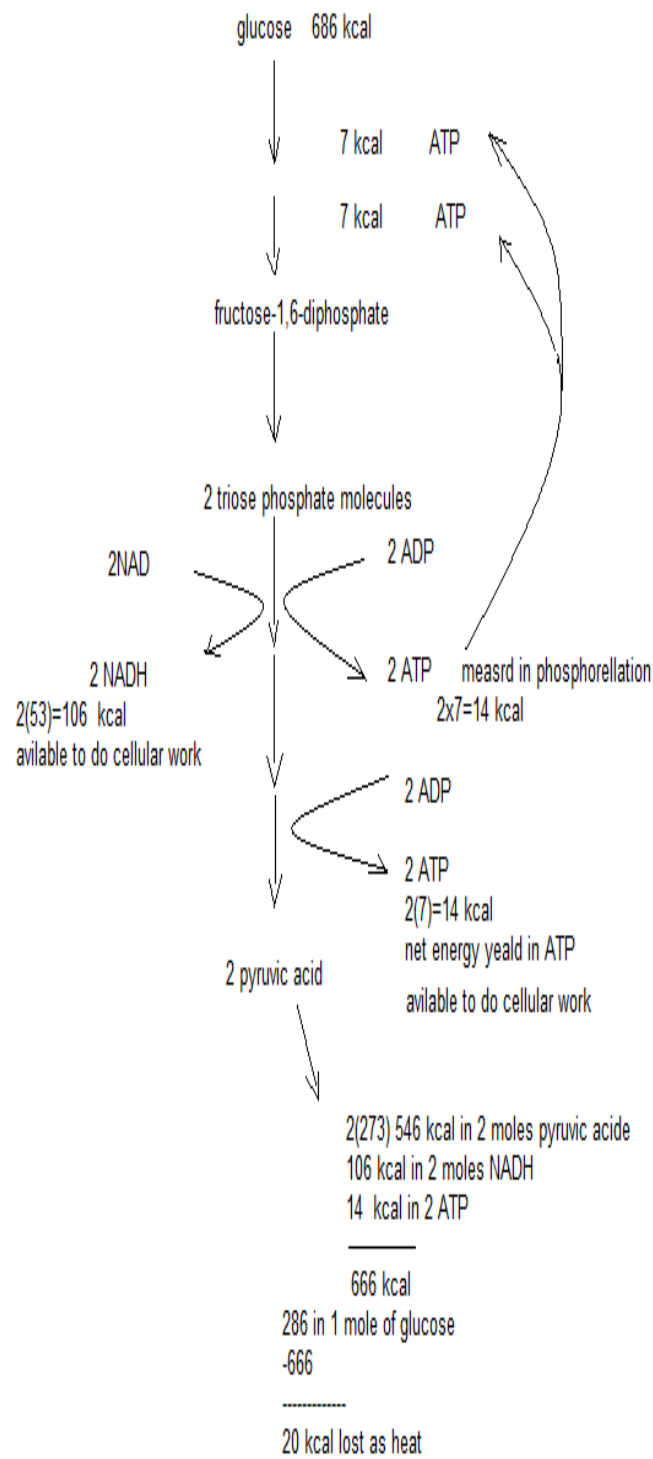 glucose 686 kcal
7 kcal ATP
7 kcal ATP
fructose-1,6-diphosphate
2 triose phosphate molecules
2NAD
2 ADP
2 NADH
2(53)=106 kcal
avilable to do cellular work
2 ATP measrd in phosphorellation
2x7=14 kcal
2 ADP
2 ATP
2(7)=14 kcal
net energy yeald in ATP
avilable to do cellular work
2 pyruvic acid
2(273) 546 kcal in 2 moles pyruvic acide
106 kcal in 2 moles NADH
14 kcal in 2 ATP
666 kcal
286 in 1 mole of glucose
-666
-------------
20 kcal lost as heat